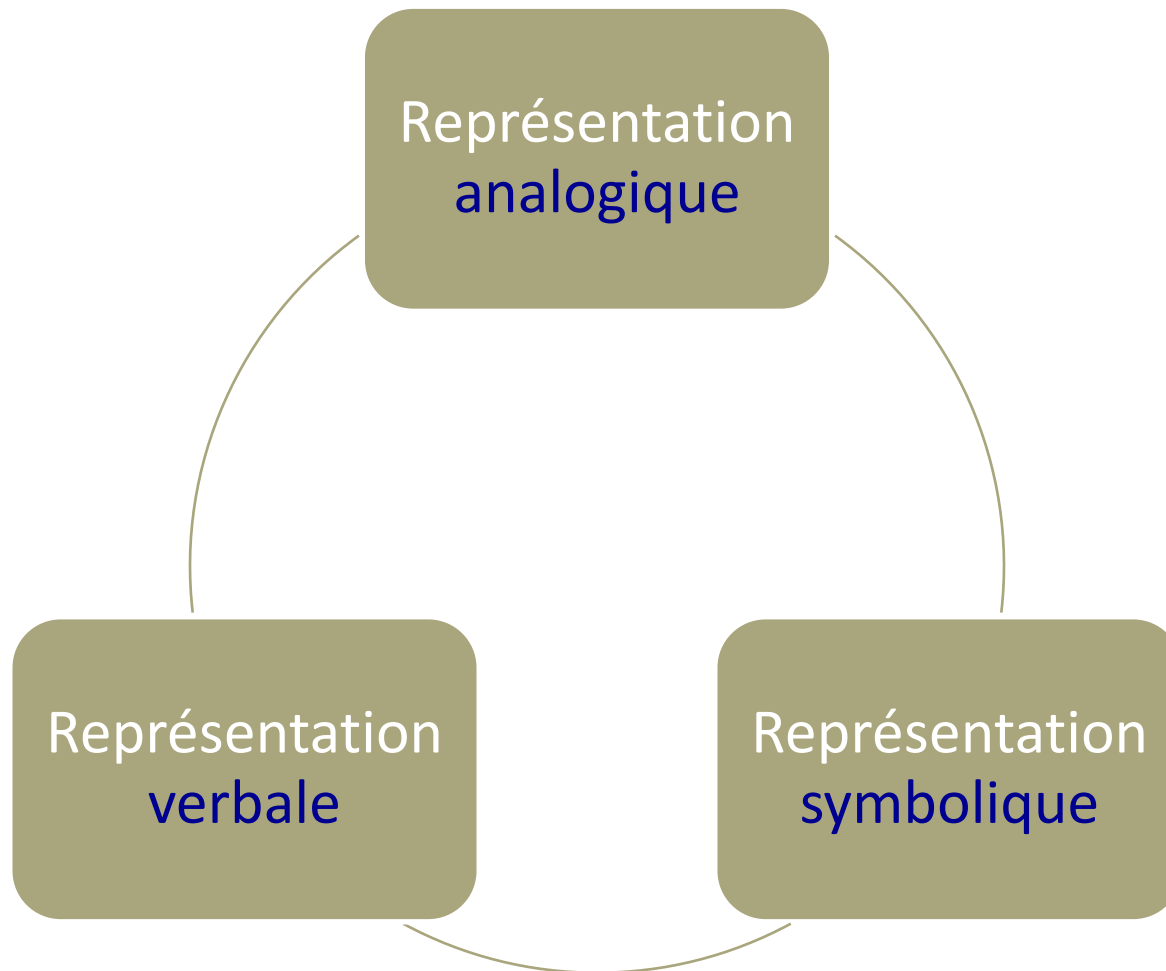 Représentation
analogique
Représentation
verbale
Représentation
symbolique